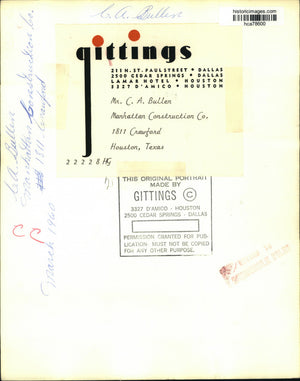 historicimages.com
hca78600
C.A. Bullen
gittings
211 N. ST. PAUL STREET • DALLAS
2500 CEDAR SPRINGS • DALLAS
LAMAR HOTEL • HOUSTON
3327 D'AMICO • HOUSTON
Mr. C. A. Bullen
Manhattan Construction Co.
1811 Crawford
Houston, Texas
22228HG
C.A. Bullen
Manhattan Construction Co.
1811 Crawford
CP
March 1960
THIS ORIGINAL PORTRAIT
MADE BY
GITTINGS ©
3327 D'AMICO - HOUSTON
2500 CEDAR SPRINGS - DALLAS
PERMISSION GRANTED FOR PUB-
LICATION. MUST NOT BE COPIED
FOR ANY OTHER PURPOSE.